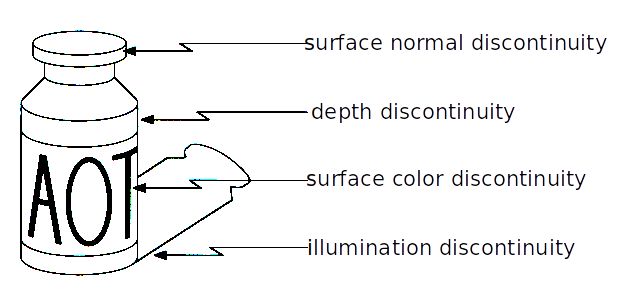 surface normal discontinuity
depth discontinuity
surface color discontinuity
AOT
illumination discontinuity